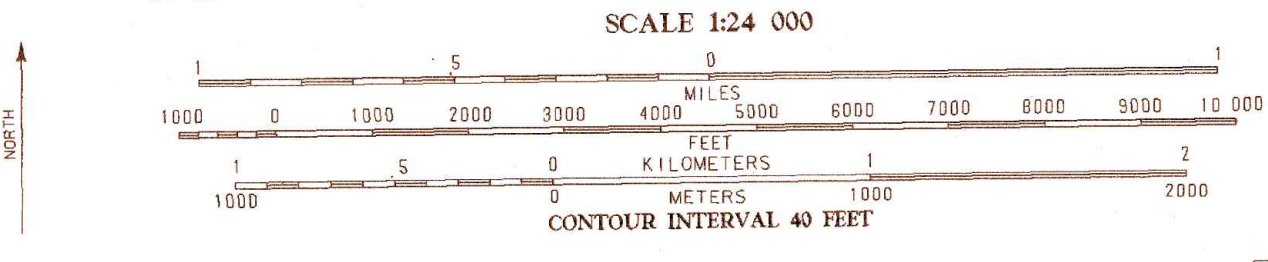 SCALE 1:24 000
1 .5 0 1
MILES
1000 0 1000 2000 3000 4000 5000 6000 7000 8000 9000 10 000
FEET
KILOMETERS
1 .5 0 1 2
1000 0 METERS 1000 2000
CONTOUR INTERVAL 40 FEET
NORTH